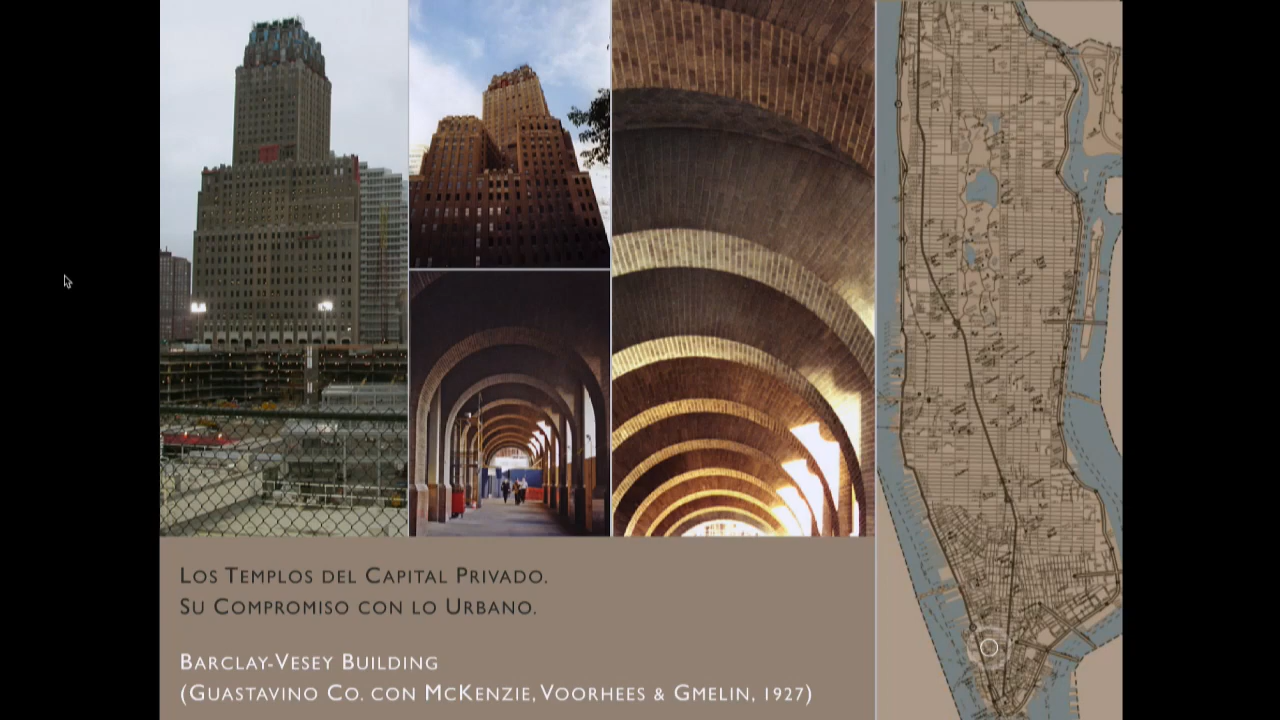 Los Templos del Capital Privado.
Su Compromiso con lo Urbano.
Barclay-Vesey Building
(Guastavino Co. con McKenzie, Voorhees & Gmelin, 1927)